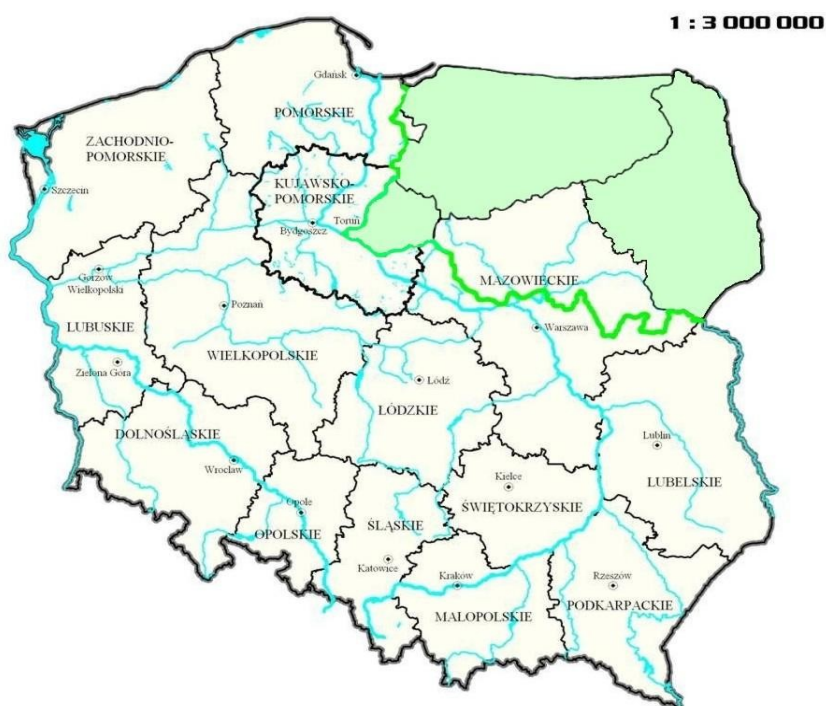 1 : 3 000 000
Gdańsk
POMORSKIE
ZACHODNIO-
POMORSKIE
Szczecin
KUJAWSKO-
POMORSKIE
Toruń
Bydgoszcz
MAZOWIECKIE
Gorzów
Wielkopolski
Poznań
LUBUSKIE
Warszawa
WIELKOPOLSKIE
Zielona Góra
Łódź
ŁÓDZKIE
DOLNOŚLĄSKIE
Lublin
Wrocław
Kielce
LUBELSKIE
Opole
ŚWIĘTOKRZYSKIE
ŚLĄSKIE
OPOLSKIE
Katowice
Kraków
Rzeszów
PODKARPACKIE
MAŁOPOLSKIE